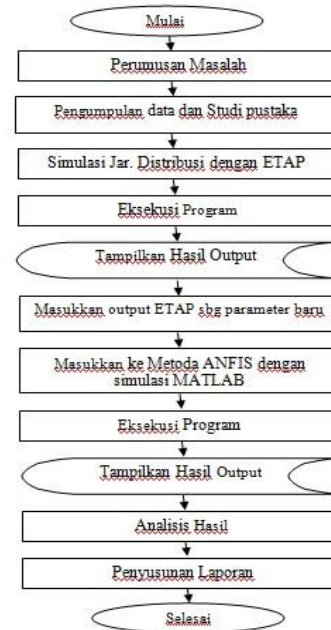 Mulai
Perumusan Masalah
Pengumpulan data dan Studi pustaka
Simulasi Jar. Distribusi dengan ETAP
Eksekusi Program
Tampilkan Hasil Output
Masukkan output ETAP sbg parameter baru
Masukkan ke Metoda ANFIS dengan
simulasi MATLAB
Eksekusi Program
Tampilkan Hasil Output
Analisis Hasil
Penyusunan Laporan
Selesai